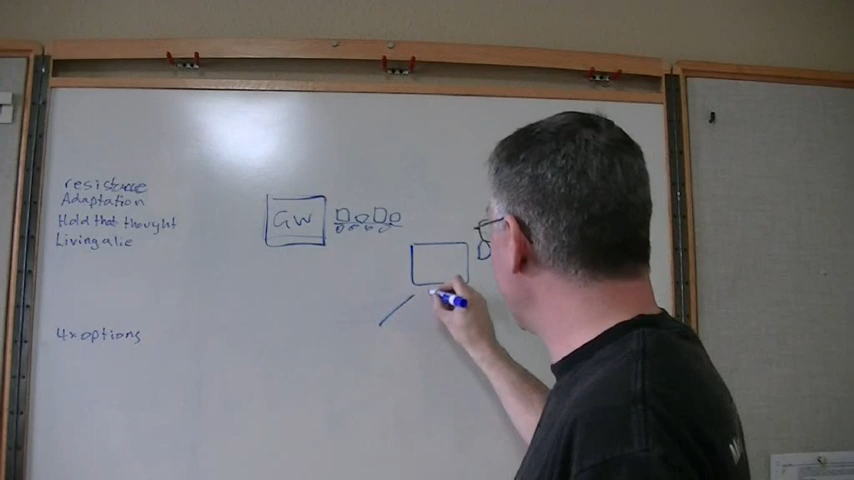 resistance
Adaptation
Hold that thought
Living a lie
GW
4x options